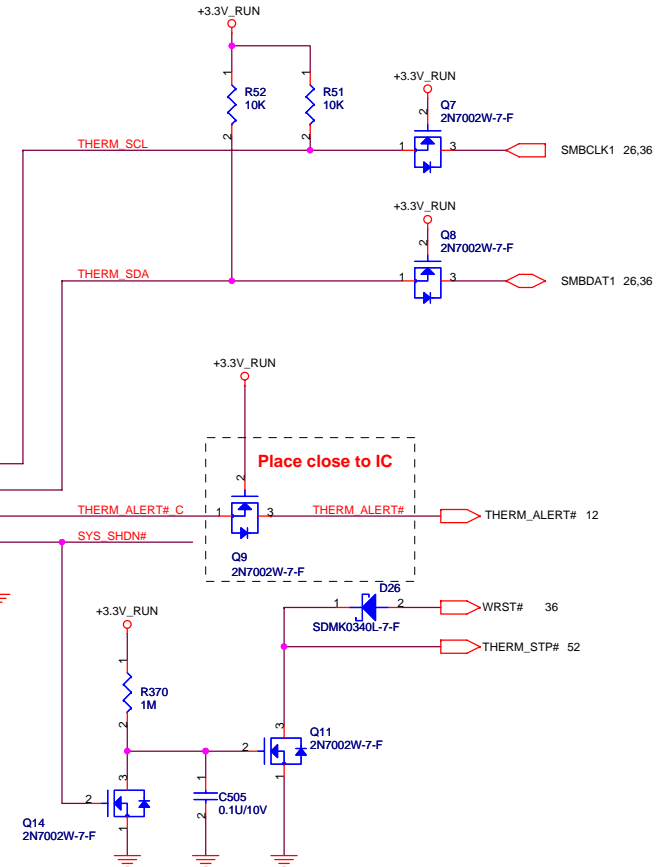 +3.3V_RUN
1
R52
10K
2
1
R51
10K
2
+3.3V_RUN
Q7
2N7002W-7-F
2
THERM_SCL
1
3
SMBCLK1 26,36
+3.3V_RUN
Q8
2N7002W-7-F
2
THERM_SDA
1
3
SMBDAT1 26,36
+3.3V_RUN
Place close to IC
2
THERM_ALERT#_C
1
3
THERM_ALERT#
THERM_ALERT# 12
SYS_SHDN#
Q9
2N7002W-7-F
D26
1
2
SDMK0340L-7-F
WRST# 36
THERM_STP# 52
+3.3V_RUN
1
R370
1M
2
3
Q11
2N7002W-7-F
2
1
3
2
1
Q14
2N7002W-7-F
1
C505
0.1U/10V
2